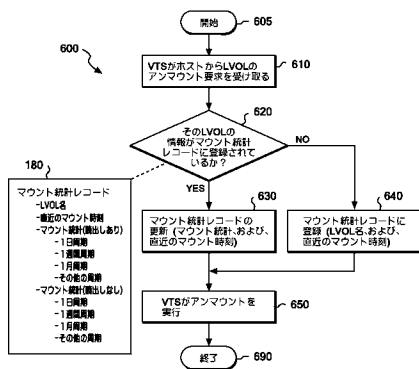 開始
605
600
VTSがホストからLVOLの
アンマウント要求を受け取る
610
620
そのLVOLの
情報がマウント統計
レコードに登録されて
いるか?
NO
YES
180
マウント統計レコード
-LVOL名
-直近のマウント時刻
-マウント統計(読出しあり)
-1日周期
-1週間周期
-1月周期
-その他の周期
-マウント統計(読出しなし)
-1日周期
-1週間周期
-1月周期
-その他の周期
630
マウント統計レコードの
更新 (マウント統計、および、
直近のマウント時刻)
640
マウント統計レコードに
登録 (LVOL名、および、
直近のマウント時刻)
VTSがアンマウントを
実行
650
終了
690